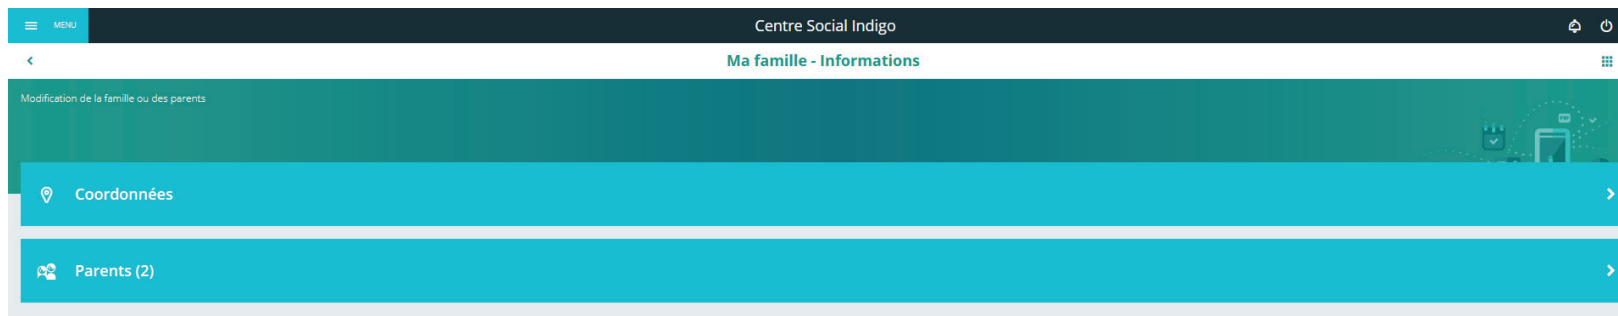 MENU
Centre Social Indigo
Ma famille - Informations
Modification de la famille ou des parents
Coordonnées
Parents (2)